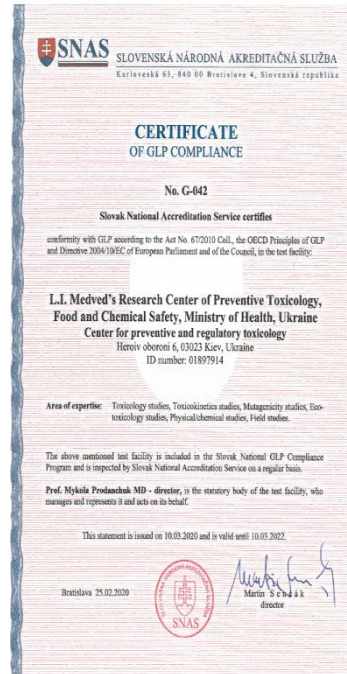 SNAS SLOVENSKÁ NÁRODNÁ AKREDITAČNÁ SLUŽBA
Karloveská 63, 840 00 Bratislava 4, Slovenská republika
CERTIFICATE
OF GLP COMPLIANCE
No. G-042
Slovak National Accreditation Service certifies
conformity with GLP according to the Act No. 67/2010 Coll., the OECD Principles of GLP
and Directive 2004/10/EC of European Parliament and of the Council, in the test facility:
L.I. Medved's Research Center of Preventive Toxicology,
Food and Chemical Safety, Ministry of Health, Ukraine
Center for preventive and regulatory toxicology
Heroiv oboroni 6, 03023 Kiev, Ukraine
ID number: 01897914
Area of expertise: Toxicology studies, Toxicokinetics studies, Mutagenicity studies, Eco-
toxicology studies, Physical/chemical studies, Field studies.
The above mentioned test facility is included in the Slovak National GLP Compliance
Program and is inspected by Slovak National Accreditation Service on a regular basis.
Prof. Mykola Prodanchuk MD - director, is the statutory body of the test facility, who
manages and represents it and acts on its behalf.
This statement is issued on 10.03.2020 and is valid until 10.03.2022.
Bratislava 25.02.2020
SLOVENSKÁ NÁRODNÁ AKREDITAČNÁ SLUŽBA
SNAS
Martin Senčák
director